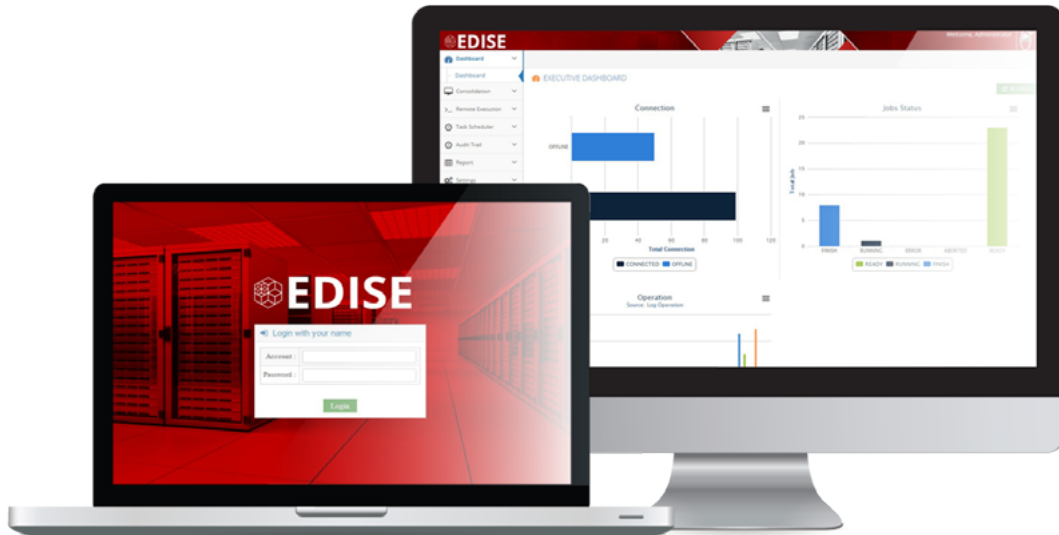 EDISE
Welcome, Administrator
Dashboard
Dashboard
Consolidation
>_ Remote Execution
Task Scheduler
Audit Trail
Report
Settings
EXECUTIVE DASHBOARD
Connection
OFFLINE
20 40 60 80 100 120
Total Connection
CONNECTED OFFLINE
Jobs Status
25
20
15
10
5
0
Total Job
FINISH RUNNING ERROR ABORTED READY
READY RUNNING FINISH
Operation
Source: Log Operation
EDISE
Login with your name
Account :
Password :
Login